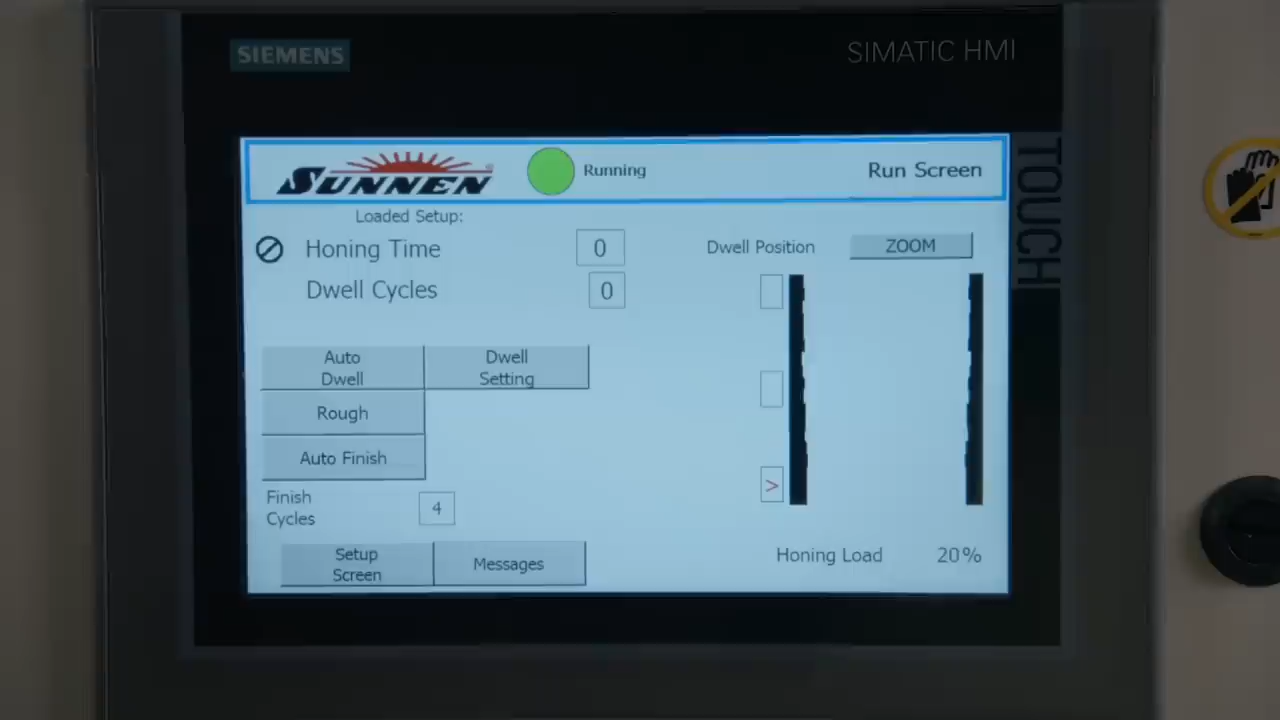 SIEMENS
SIMATIC HMI
TOUCH
SUNNEN®
Running
Run Screen
Loaded Setup:
Honing Time
0
Dwell Position
ZOOM
Dwell Cycles
0
Auto
Dwell
Dwell
Setting
Rough
Auto Finish
>
Finish
Cycles
4
Setup
Screen
Messages
Honing Load
20%